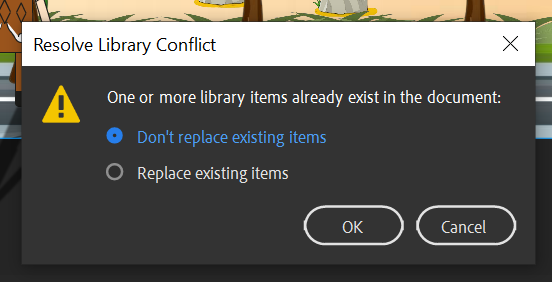 Resolve Library Conflict
One or more library items already exist in the document:
Don't replace existing items
Replace existing items
OK
Cancel